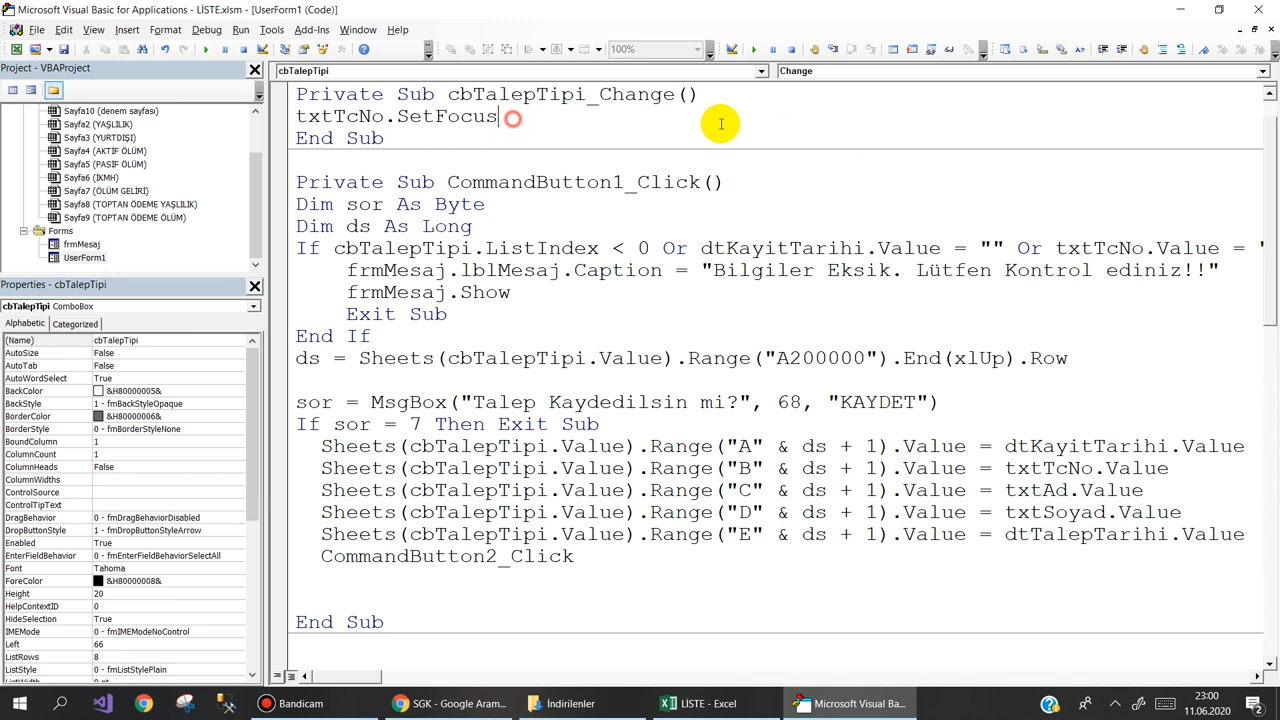 Microsoft Visual Basic for Applications - LİSTE.xlsm - [UserForm1 (Code)]
File Edit View Insert Format Debug Run Tools Add-Ins Window Help
100%
Project - VBAProject
Sayfa10 (denem sayfası)
Sayfa2 (YAŞLILIK)
Sayfa3 (YURTDIŞI)
Sayfa4 (AKTİF ÖLÜM)
Sayfa5 (PASİF ÖLÜM)
Sayfa6 (İKMH)
Sayfa7 (ÖLÜM GELİRİ)
Sayfa8 (TOPTAN ÖDEME YAŞLILIK)
Sayfa9 (TOPTAN ÖDEME ÖLÜM)
Forms
frmMesaj
UserForm1
Properties - cbTalepTipi
cbTalepTipi ComboBox
Alphabetic Categorized
(Name) cbTalepTipi
AutoSize False
AutoTab False
AutoWordSelect True
BackColor &H80000005&
BackStyle 1 - fmBackStyleOpaque
BorderColor &H80000006&
BorderStyle 0 - fmBorderStyleNone
BoundColumn 1
ColumnCount 1
ColumnHeads False
ColumnWidths
ControlSource
ControlTipText
DragBehavior 0 - fmDragBehaviorDisabled
DropButtonStyle 1 - fmDropButtonStyleArrow
Enabled True
EnterFieldBehavior 0 - fmEnterFieldBehaviorSelectAll
Font Tahoma
ForeColor &H80000008&
Height 20
HelpContextID 0
HideSelection True
IMEMode 0 - fmIMEModeNoControl
Left 66
ListRows 8
ListStyle 0 - fmListStylePlain
cbTalepTipi Change
Private Sub cbTalepTipi_Change()
txtTcNo.SetFocus
End Sub
Private Sub CommandButton1_Click()
Dim sor As Byte
Dim ds As Long
If cbTalepTipi.ListIndex < 0 Or dtKayitTarihi.Value = "" Or txtTcNo.Value = "
frmMesaj.lblMesaj.Caption = "Bilgiler Eksik. Lütfen Kontrol ediniz!!"
frmMesaj.Show
Exit Sub
End If
ds = Sheets(cbTalepTipi.Value).Range("A200000").End(xlUp).Row
sor = MsgBox("Talep Kaydedilsin mi?", 68, "KAYDET")
If sor = 7 Then Exit Sub
Sheets(cbTalepTipi.Value).Range("A" & ds + 1).Value = dtKayitTarihi.Value
Sheets(cbTalepTipi.Value).Range("B" & ds + 1).Value = txtTcNo.Value
Sheets(cbTalepTipi.Value).Range("C" & ds + 1).Value = txtAd.Value
Sheets(cbTalepTipi.Value).Range("D" & ds + 1).Value = txtSoyad.Value
Sheets(cbTalepTipi.Value).Range("E" & ds + 1).Value = dtTalepTarihi.Value
CommandButton2_Click
End Sub
Bandicam
SGK - Google Aram...
İndirilenler
LİSTE - Excel
Microsoft Visual Ba...
23:00
11.06.2020
2